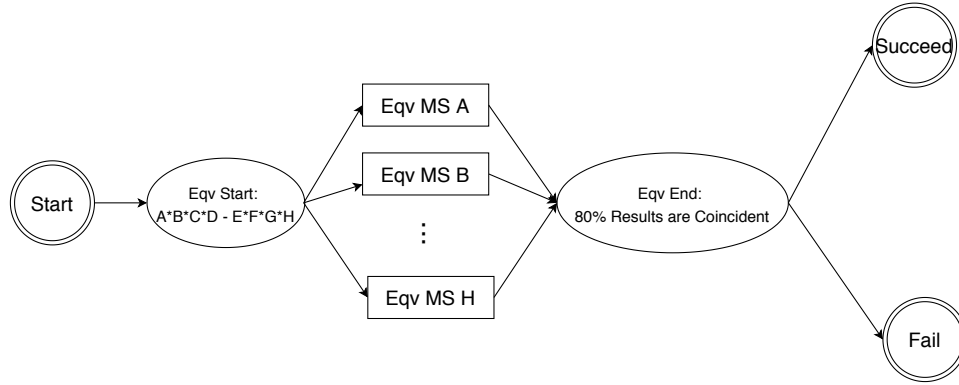 Succeed
Eqv MS A
Eqv MS B
Start
Eqv Start:
A*B*C*D - E*F*G*H
Eqv End:
80% Results are Coincident
⋮
Eqv MS H
Fail